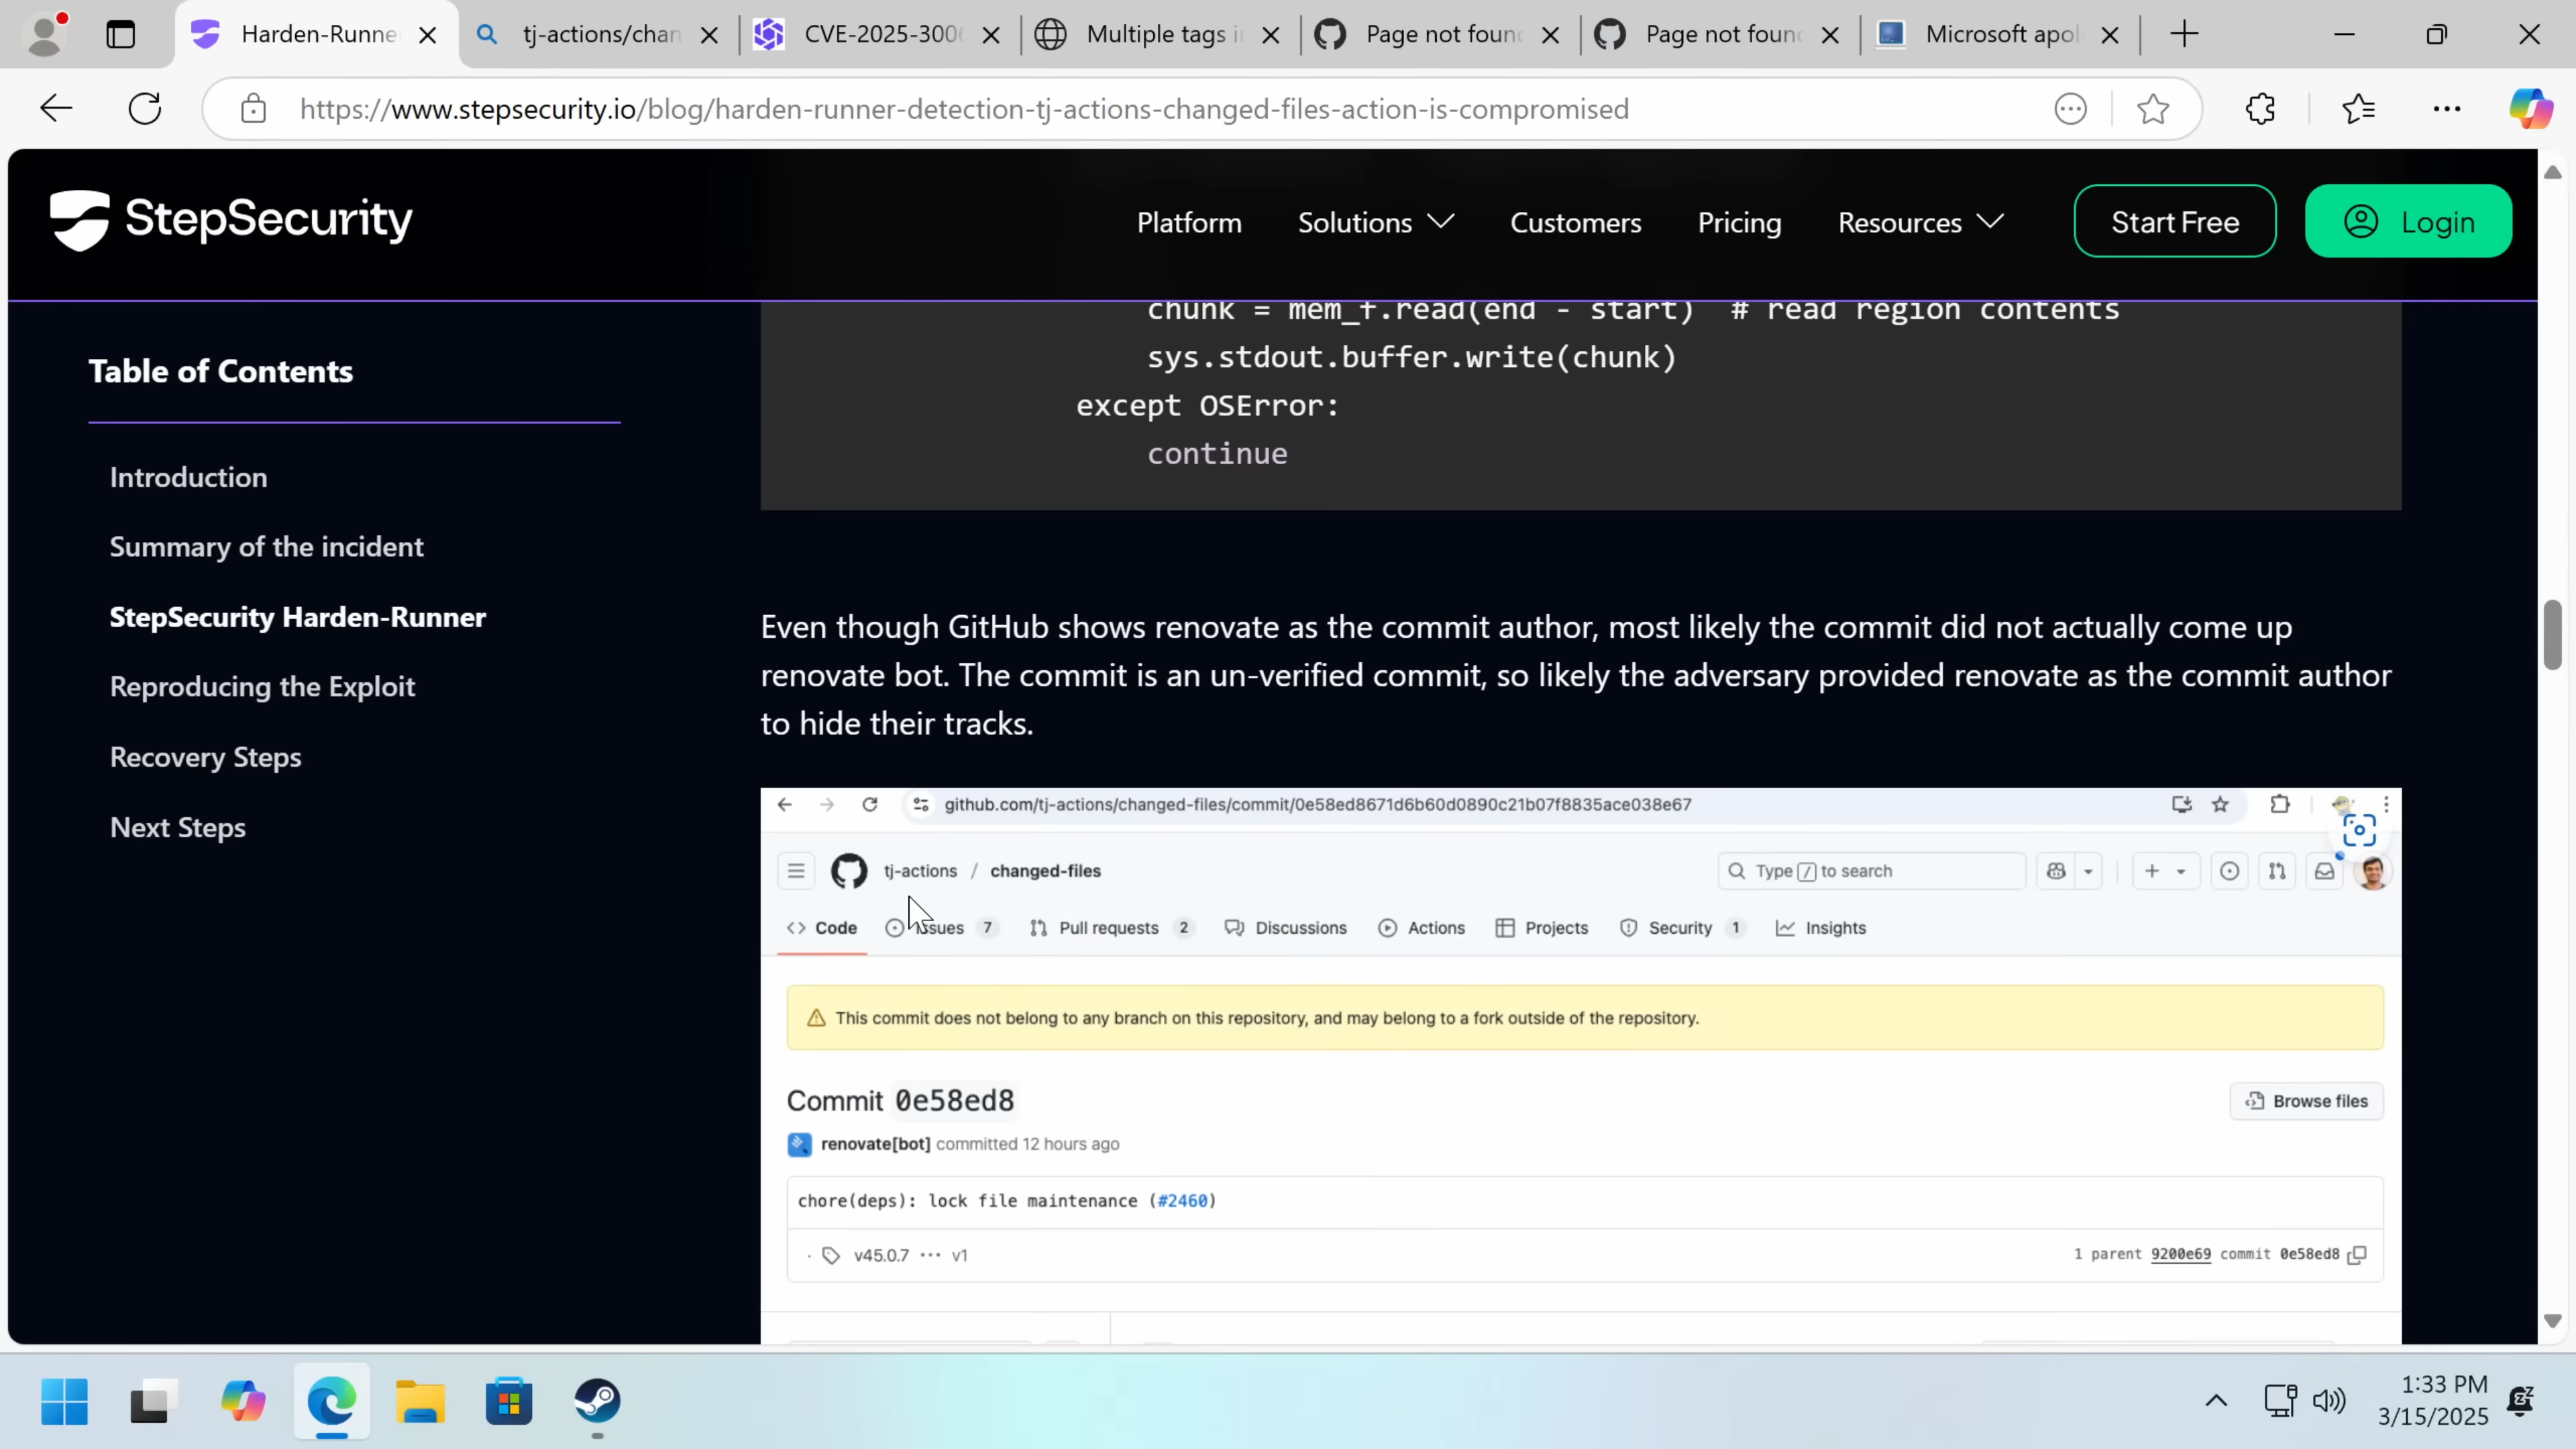 Harden-Runne
tj-actions/chan
CVE-2025-300
Multiple tags i
Page not foun
Page not foun
Microsoft apol
https://www.stepsecurity.io/blog/harden-runner-detection-tj-actions-changed-files-action-is-compromised
StepSecurity
Platform
Solutions
Customers
Pricing
Resources
Start Free
Login
Table of Contents
Introduction
Summary of the incident
StepSecurity Harden-Runner
Reproducing the Exploit
Recovery Steps
Next Steps
chunk = mem_f.read(end - start)  # read region contents
sys.stdout.buffer.write(chunk)
except OSError:
continue
Even though GitHub shows renovate as the commit author, most likely the commit did not actually come up
renovate bot. The commit is an un-verified commit, so likely the adversary provided renovate as the commit author
to hide their tracks.
github.com/tj-actions/changed-files/commit/0e58ed8671d6b60d0890c21b07f8835ace038e67
tj-actions / changed-files
Type / to search
Code
Issues 7
Pull requests 2
Discussions
Actions
Projects
Security 1
Insights
This commit does not belong to any branch on this repository, and may belong to a fork outside of the repository.
Commit 0e58ed8
Browse files
renovate[bot] committed 12 hours ago
chore(deps): lock file maintenance (#2460)
· v45.0.7 ··· v1
1 parent 9200e69 commit 0e58ed8
1:33 PM
3/15/2025